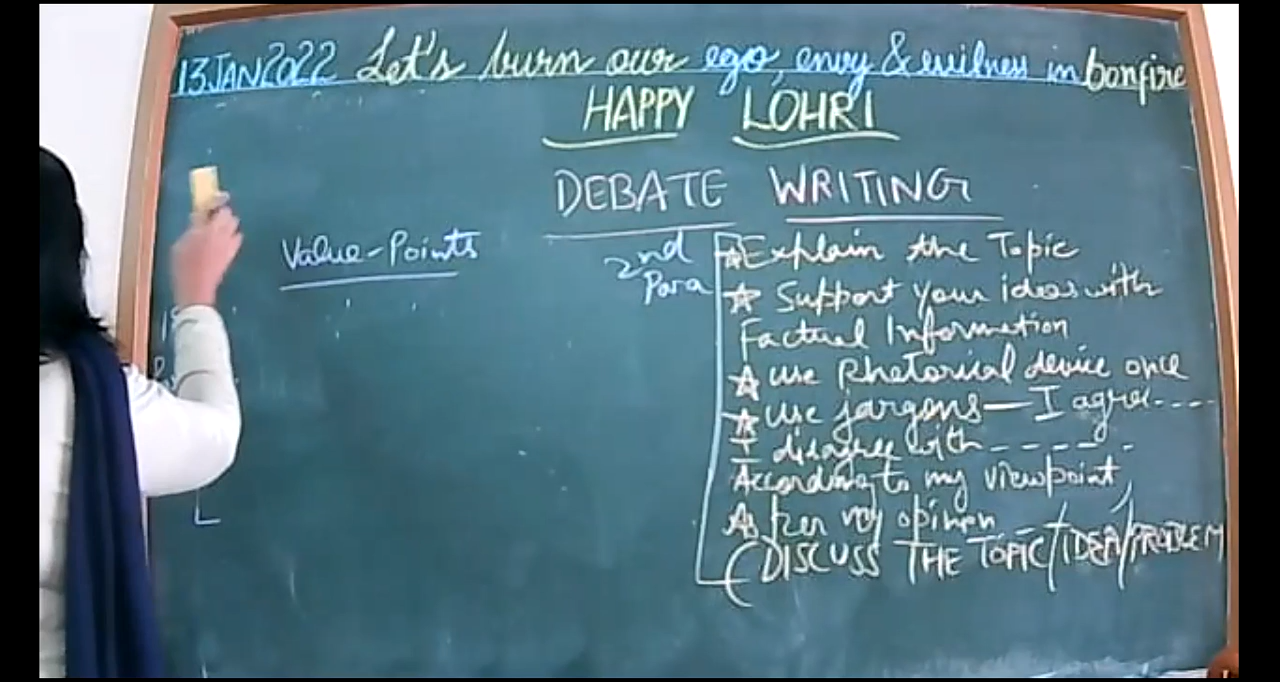 13JAN2022 Let's burn our ego, envy & evilness in bonfire
HAPPY LOHRI
DEBATE WRITING
Value-Points
2nd Para
☆Explain the Topic
☆ Support your ideas with
Factual Information
☆ use Rhetorical device once
☆ use jargons — I agree----
I disagree with------
According to my viewpoint
As per my opinion
(DISCUSS THE TOPIC/IDEA/PROBLEM
L